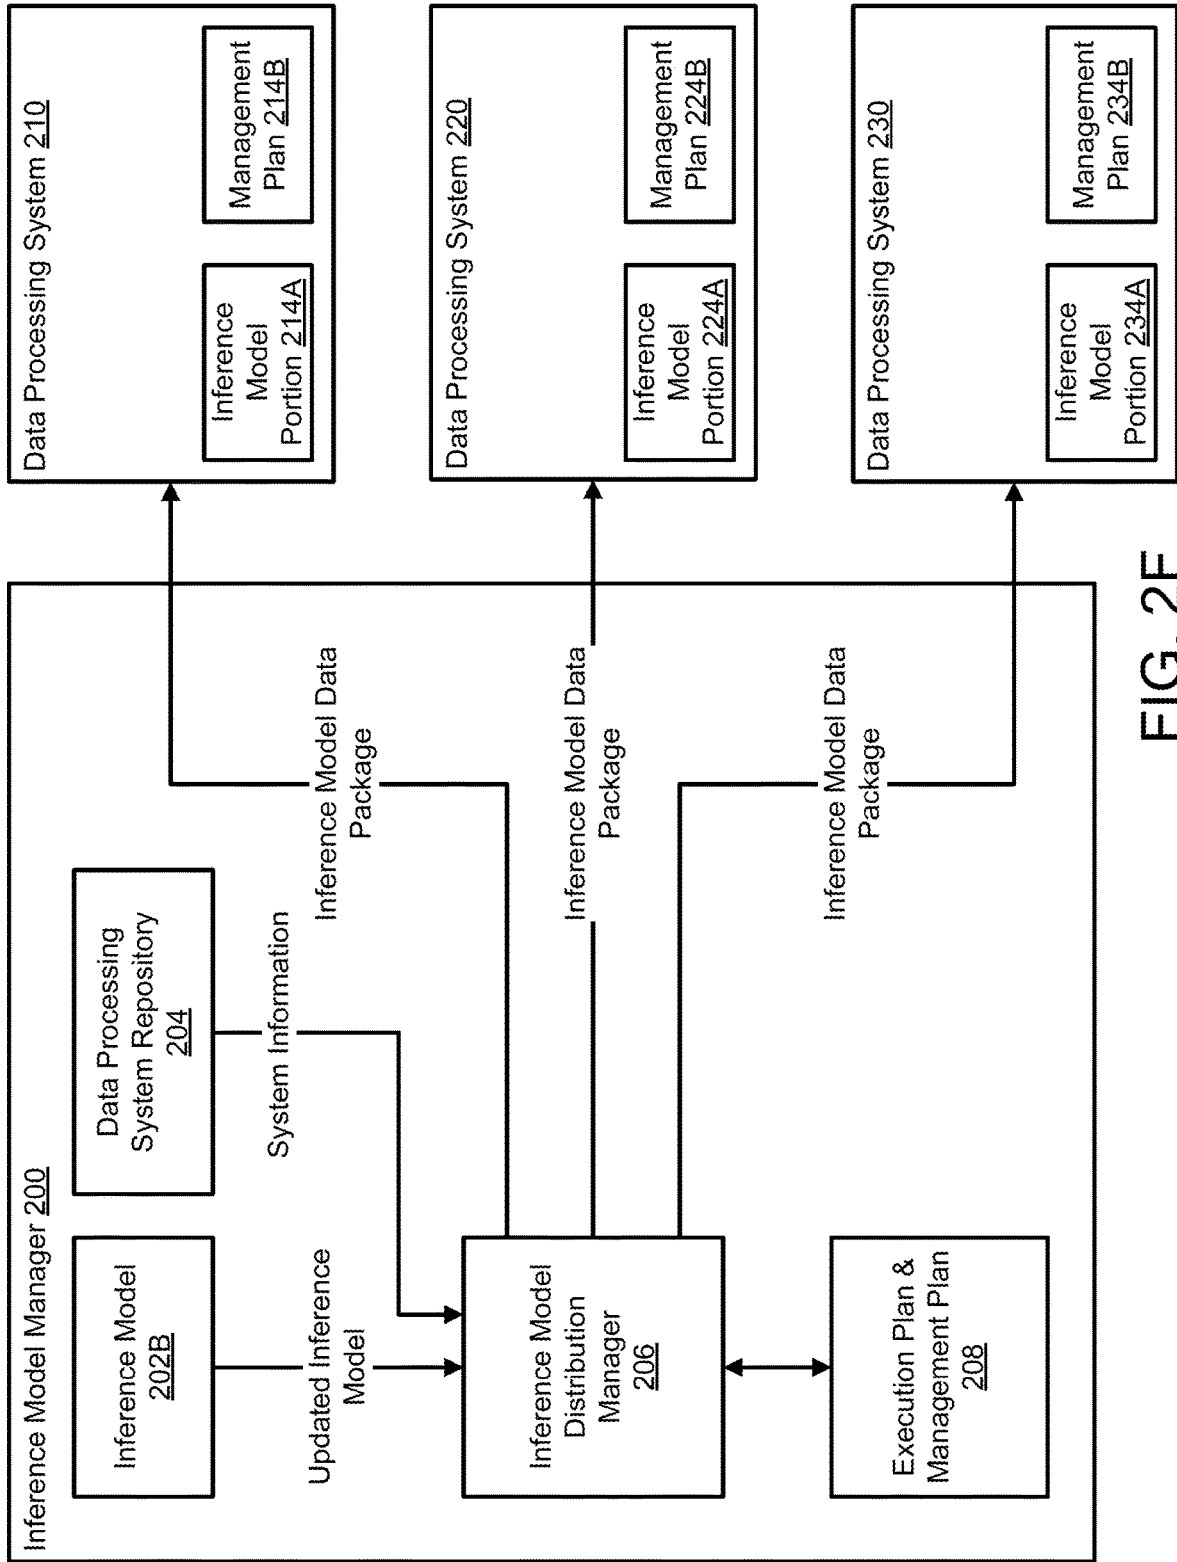 Inference Model Manager 200
Inference Model
202B
Data Processing
System Repository
204
Updated Inference
Model
System Information
Inference Model
Distribution
Manager
206
Execution Plan &
Management Plan
208
Inference Model Data
Package
Inference Model Data
Package
Inference Model Data
Package
Data Processing System 210
Inference
Model
Portion 214A
Management
Plan 214B
Data Processing System 220
Inference
Model
Portion 224A
Management
Plan 224B
Data Processing System 230
Inference
Model
Portion 234A
Management
Plan 234B
FIG.